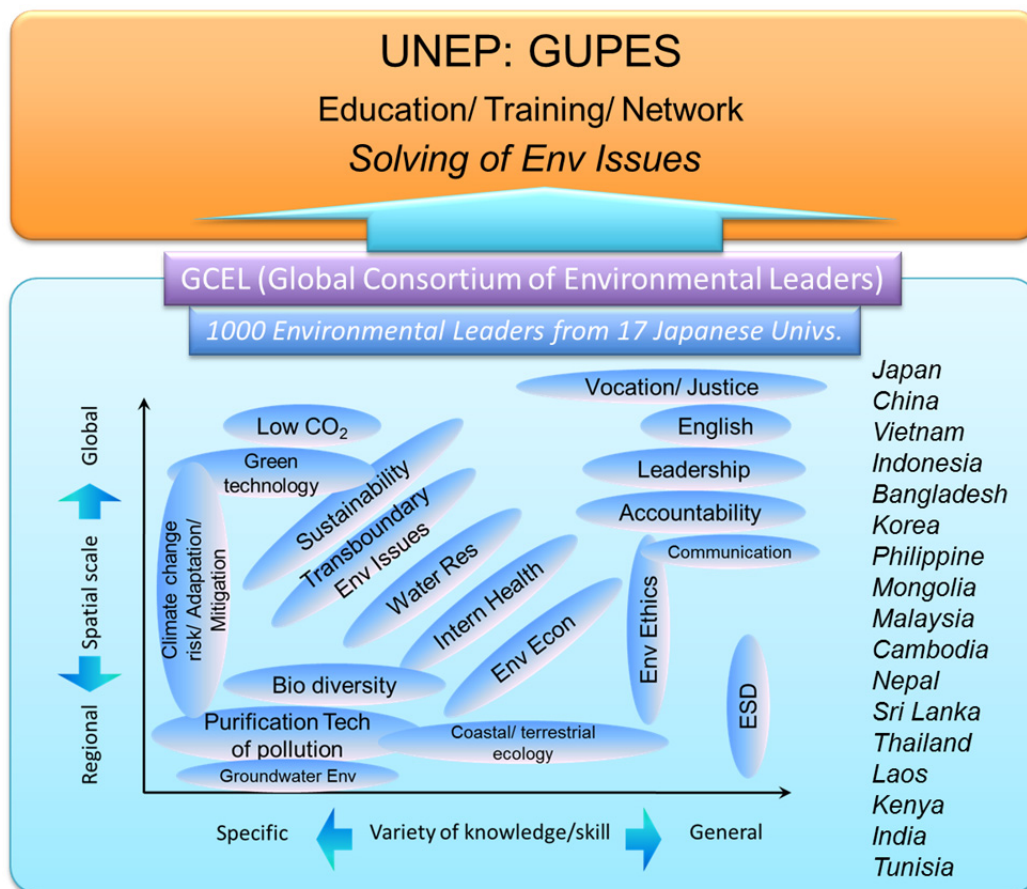 UNEP: GUPES
Education/ Training/ Network
Solving of Env Issues
GCEL (Global Consortium of Environmental Leaders)
1000 Environmental Leaders from 17 Japanese Univs.
Global
Spatial scale
Regional
Vocation/ Justice
Low CO₂
English
Green
technology
Leadership
Sustainability
Accountability
Transboundary
Env Issues
Communication
Climate change
risk/ Adaptation/
Mitigation
Water Res
Intern Health
Env Econ
Env Ethics
Bio diversity
ESD
Purification Tech
of pollution
Coastal/ terrestrial
ecology
Groundwater Env
Specific
Variety of knowledge/skill
General
Japan
China
Vietnam
Indonesia
Bangladesh
Korea
Philippine
Mongolia
Malaysia
Cambodia
Nepal
Sri Lanka
Thailand
Laos
Kenya
India
Tunisia